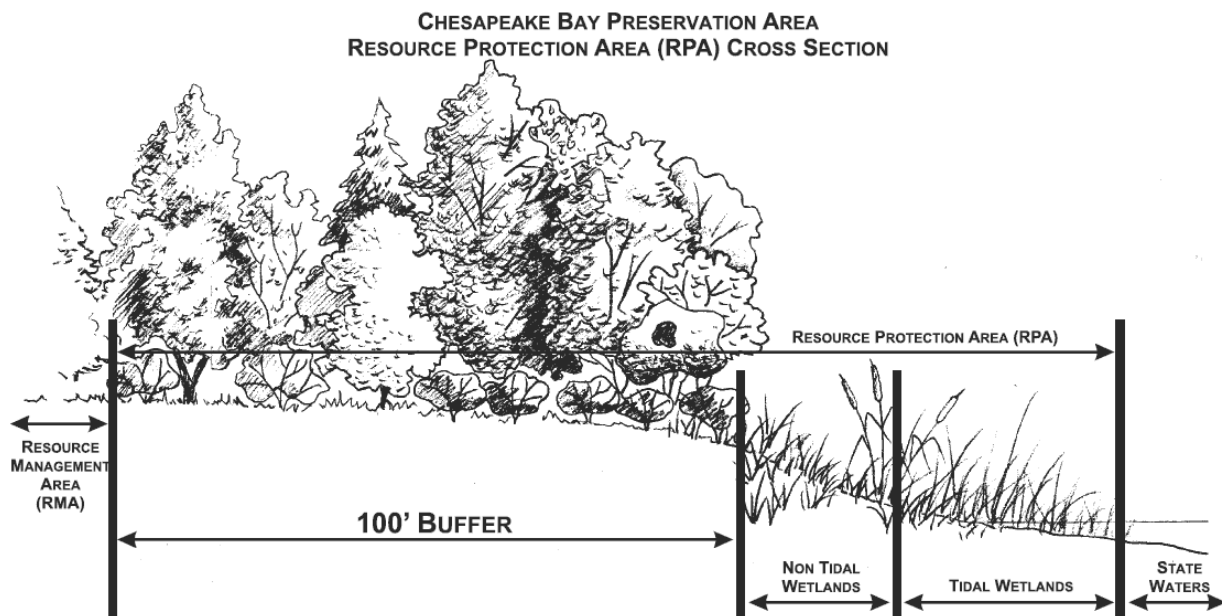 CHESAPEAKE BAY PRESERVATION AREA
RESOURCE PROTECTION AREA (RPA) CROSS SECTION
RESOURCE PROTECTION AREA (RPA)
RESOURCE
MANAGEMENT
AREA
(RMA)
100' BUFFER
NON TIDAL
WETLANDS
TIDAL WETLANDS
STATE
WATERS